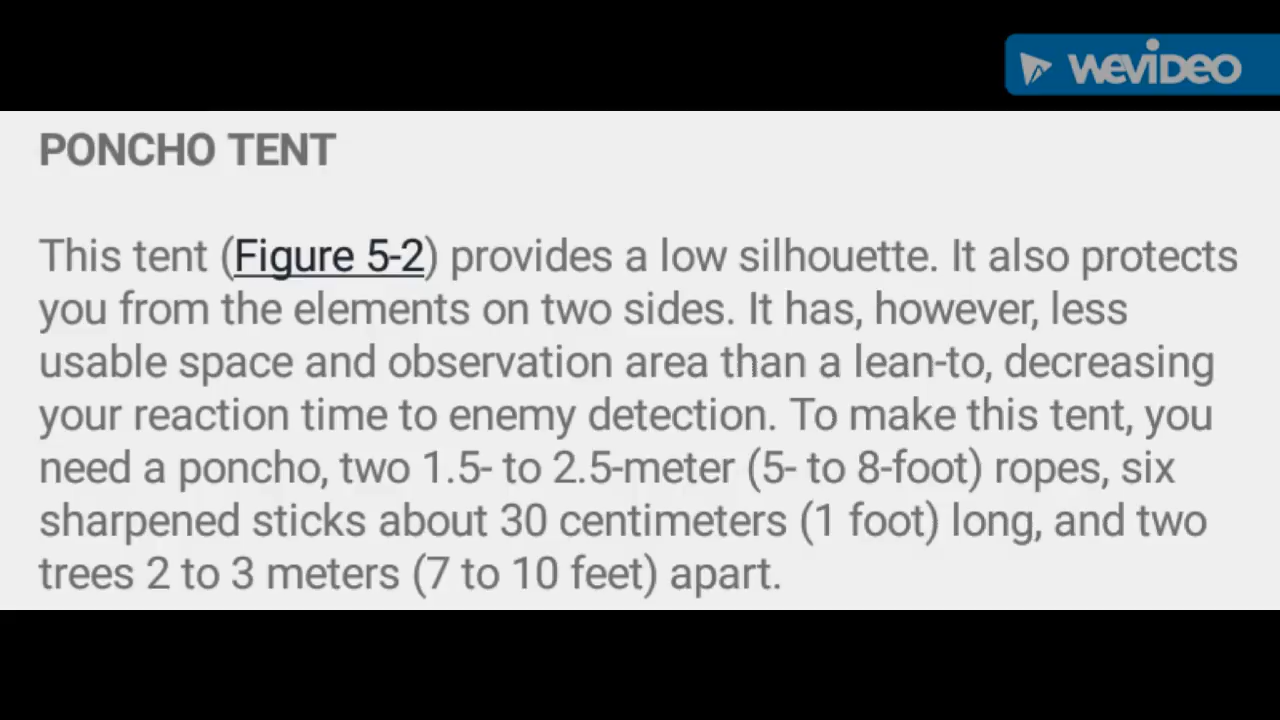 WEVIDEO
PONCHO TENT
This tent (Figure 5-2) provides a low silhouette. It also protects
you from the elements on two sides. It has, however, less
usable space and observation area than a lean-to, decreasing
your reaction time to enemy detection. To make this tent, you
need a poncho, two 1.5- to 2.5-meter (5- to 8-foot) ropes, six
sharpened sticks about 30 centimeters (1 foot) long, and two
trees 2 to 3 meters (7 to 10 feet) apart.